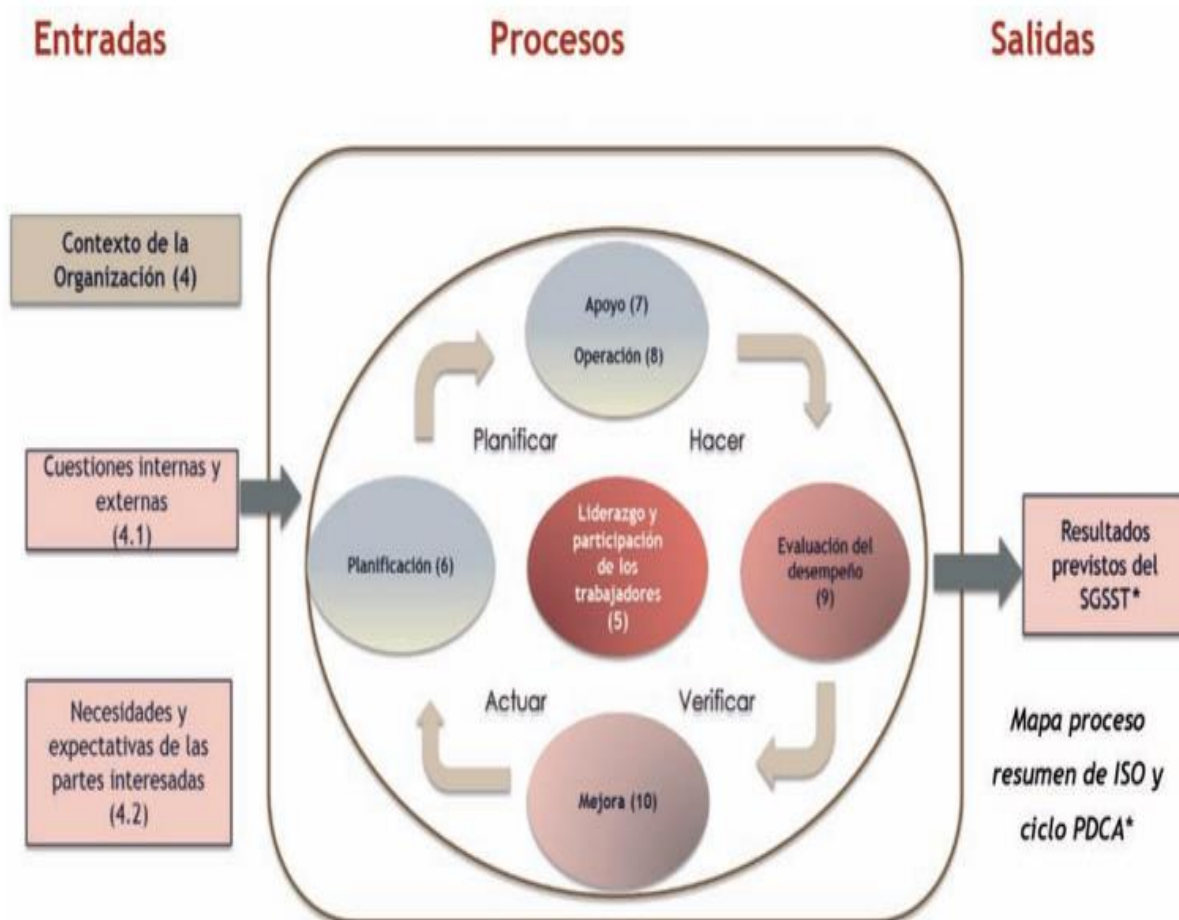 Entradas
Procesos
Salidas
Contexto de la
Organización (4)
Cuestiones internas y
externas
(4.1)
Necesidades y
expectativas de las
partes interesadas
(4.2)
Apoyo (7)
Operación (8)
Planificar
Hacer
Planificación (6)
Liderazgo y
participación
de los
trabajadores
(5)
Evaluación del
desempeño
(9)
Actuar
Verificar
Mejora (10)
Resultados
previstos del
SGSST*
Mapa proceso
resumen de ISO y
ciclo PDCA*